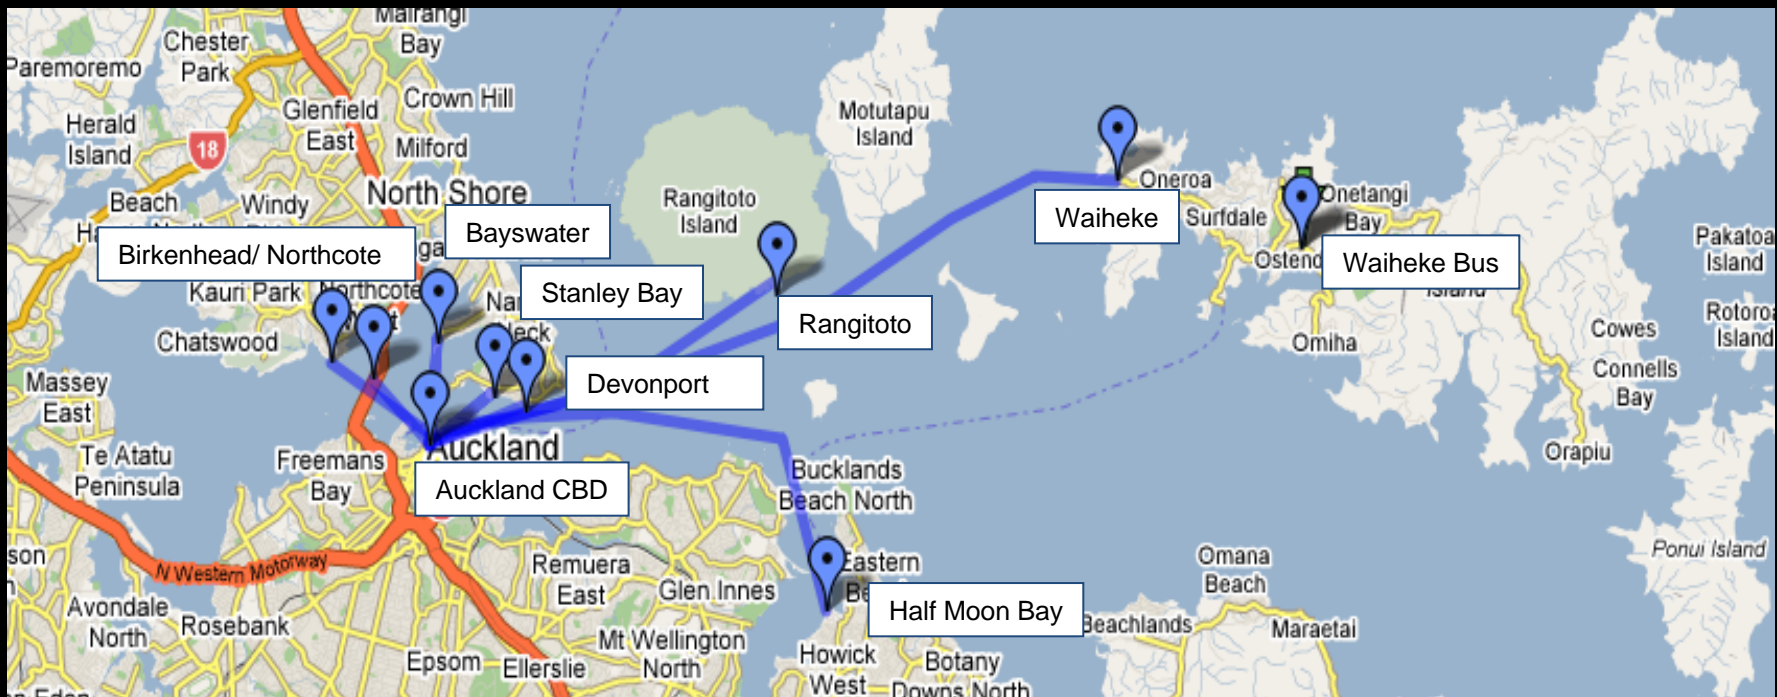 Mairangi
Bay
Chester
Park
Paremoremo
Crown Hill
Glenfield
East
Motutapu
Island
Herald
Island
18
Milford
North Shore
Oneroa
Beach
Windy
Rangitoto
Island
Onetangi
Bay
Waiheke
Surfdale
Bayswater
Pakatoa
Island
Birkenhead/ Northcote
Ostend
Waiheke Bus
Island
Kauri Park
Northcote
Stanley Bay
Rotoroa
Island
Rangitoto
Chatswood
Omiha
Cowes
Connells
Bay
Massey
East
Devonport
Auckland
Te Atatu
Peninsula
Freemans
Bay
Orapiu
Bucklands
Beach North
Auckland CBD
son
N Western Motorway
Remuera
East
Eastern
Omana
Beach
Ponui Island
Glen Innes
Avondale
North
Rosebank
Half Moon Bay
Beachlands
Maraetai
Mt Wellington
North
Epsom
Ellerslie
Howick
West
Botany
Downs North